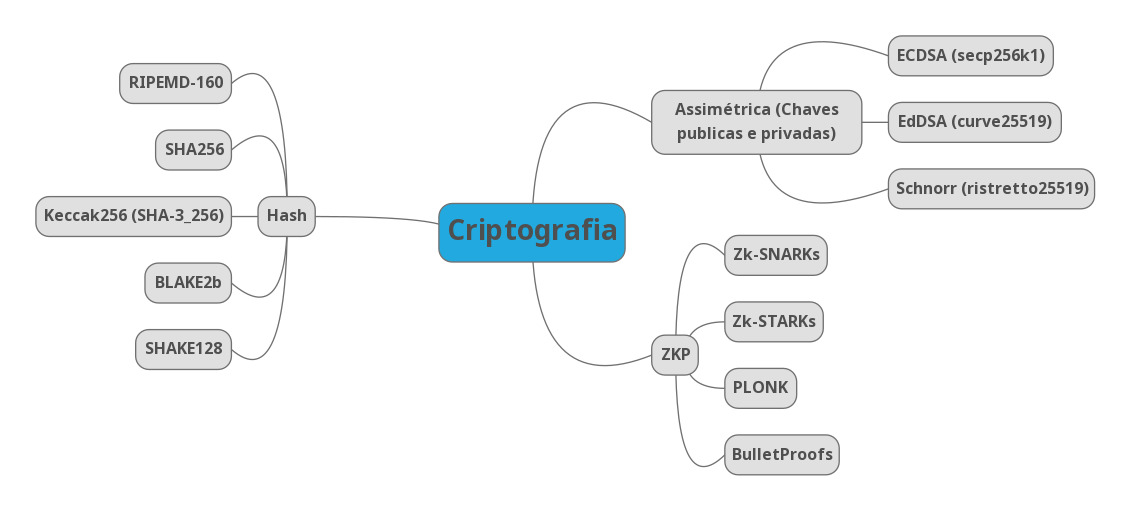 Criptografia
Assimétrica (Chaves
publicas e privadas)
ECDSA (secp256k1)
EdDSA (curve25519)
Schnorr (ristretto25519)
ZKP
Zk-SNARKs
Zk-STARKs
PLONK
BulletProofs
Hash
RIPEMD-160
SHA256
Keccak256 (SHA-3_256)
BLAKE2b
SHAKE128